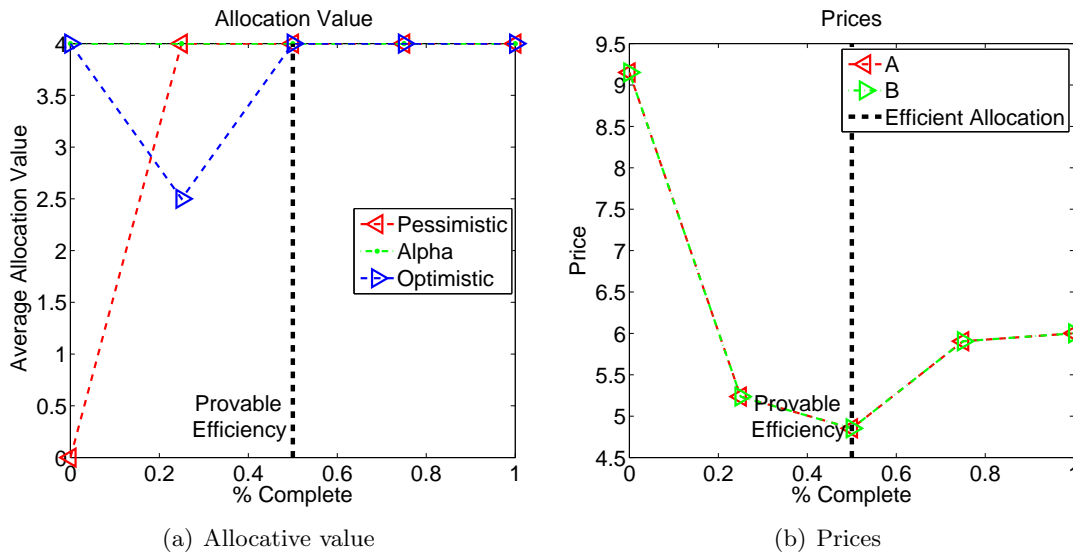 Allocation Value
4
3.5
3
2.5
2
1.5
1
0.5
0
Average Allocation Value
Pessimistic
Alpha
Optimistic
Provable
Efficiency
0 0.2 0.4 0.6 0.8 1
% Complete
(a) Allocative value
Prices
9.5
9
8.5
8
7.5
7
6.5
6
5.5
5
4.5
Price
A
B
Efficient Allocation
Provable
Efficiency
0 0.2 0.4 0.6 0.8 1
% Complete
(b) Prices